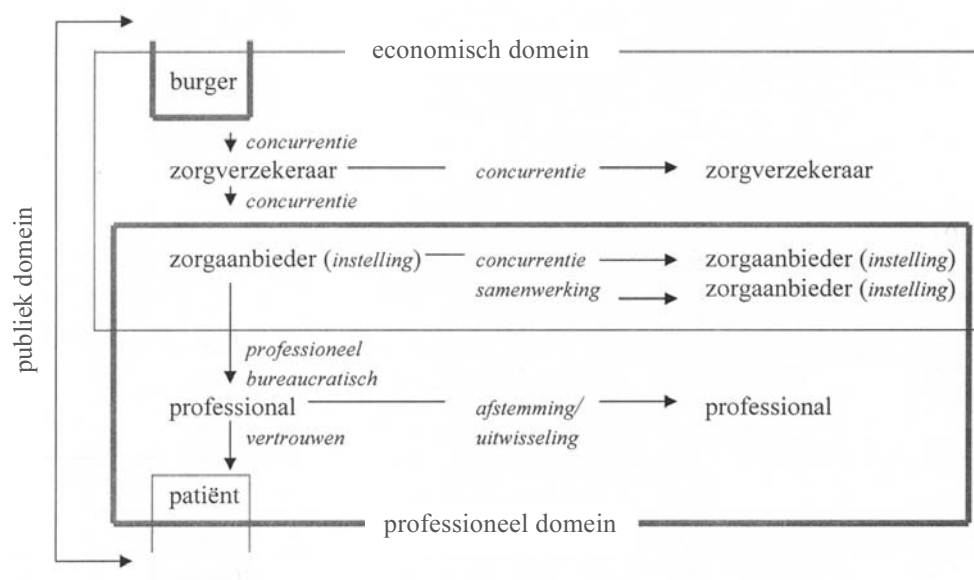 economisch domein
burger
concurrentie
zorgverzekeraar concurrentie zorgverzekeraar
concurrentie
publiek domein
zorgaanbieder (instelling) concurrentie zorgaanbieder (instelling)
samenwerking zorgaanbieder (instelling)
professioneel
bureaucratisch
professional afstemming/ professional
vertrouwen uitwisseling
patiënt
professioneel domein